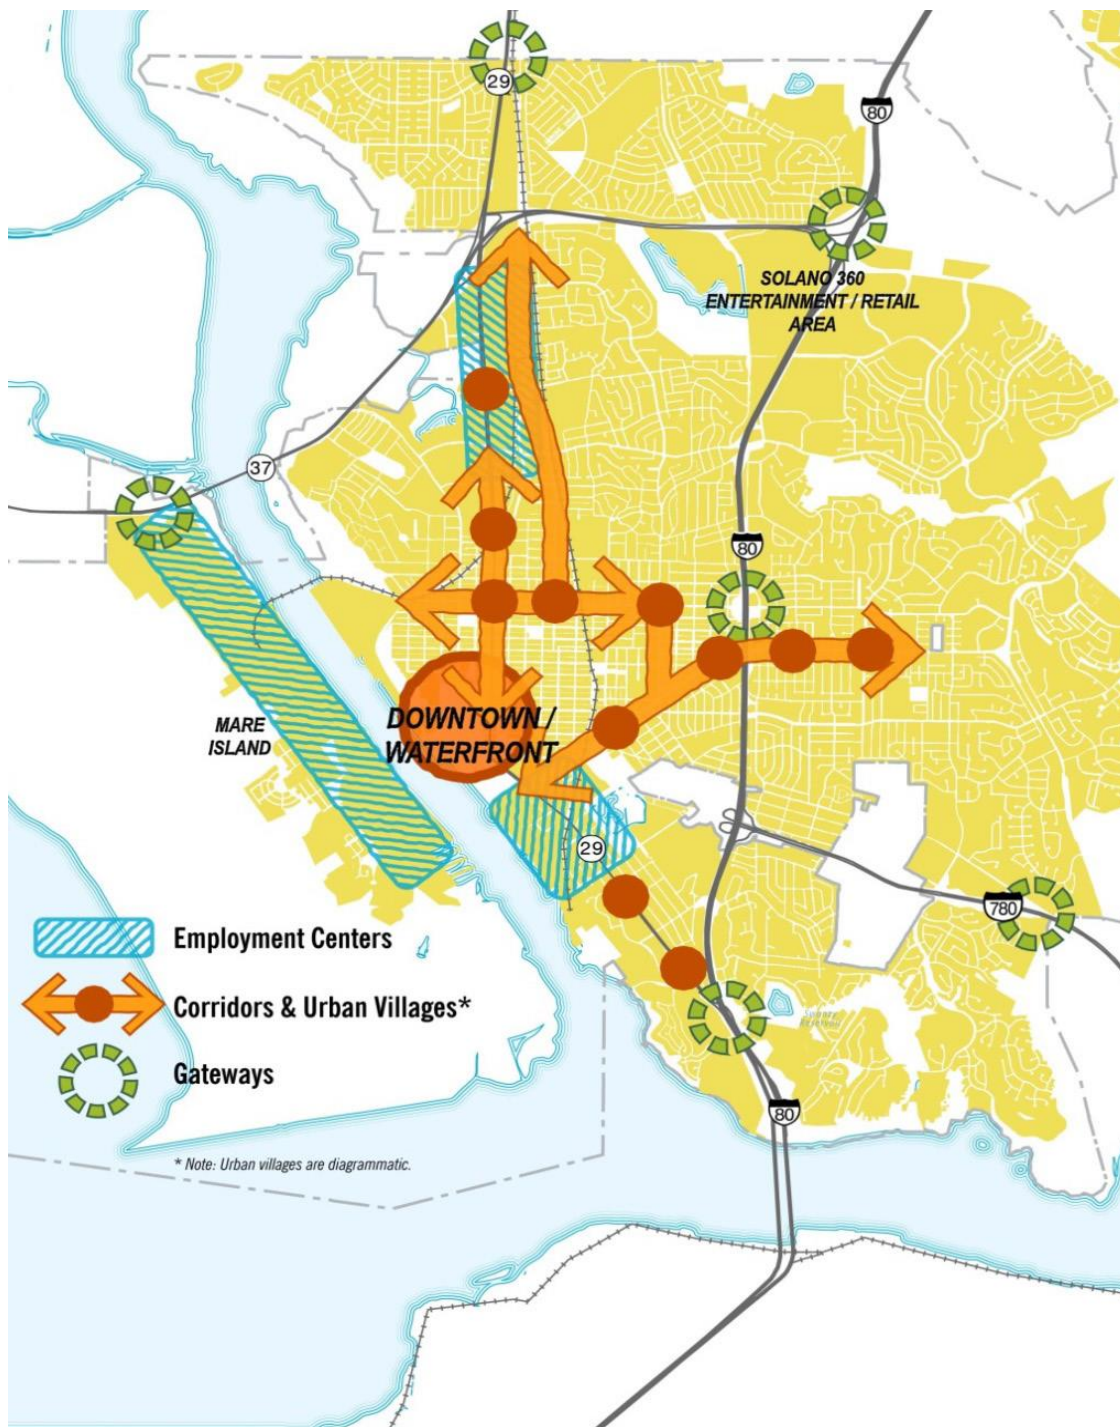 29
80
SOLANO 360
ENTERTAINMENT / RETAIL
AREA
37
80
MARE
ISLAND
DOWNTOWN /
WATERFRONT
29
780
Employment Centers
Corridors & Urban Villages*
Gateways
80
* Note: Urban villages are diagrammatic.